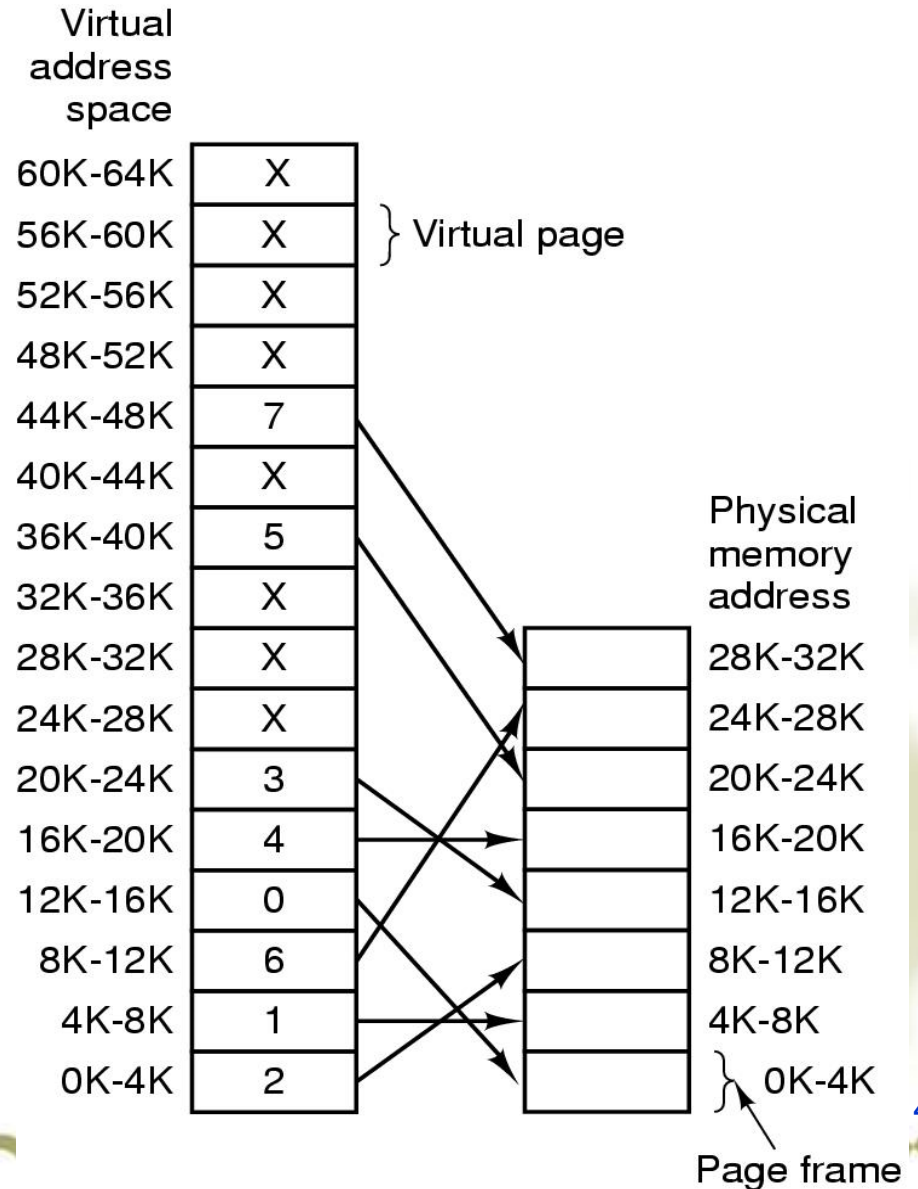 Virtual
address
space
60K-64K X
56K-60K X } Virtual page
52K-56K X
48K-52K X
44K-48K 7
40K-44K X
36K-40K 5
32K-36K X
28K-32K X
24K-28K X
20K-24K 3
16K-20K 4
12K-16K 0
8K-12K 6
4K-8K 1
0K-4K 2
Physical
memory
address
28K-32K
24K-28K
20K-24K
16K-20K
12K-16K
8K-12K
4K-8K
} 0K-4K
Page frame